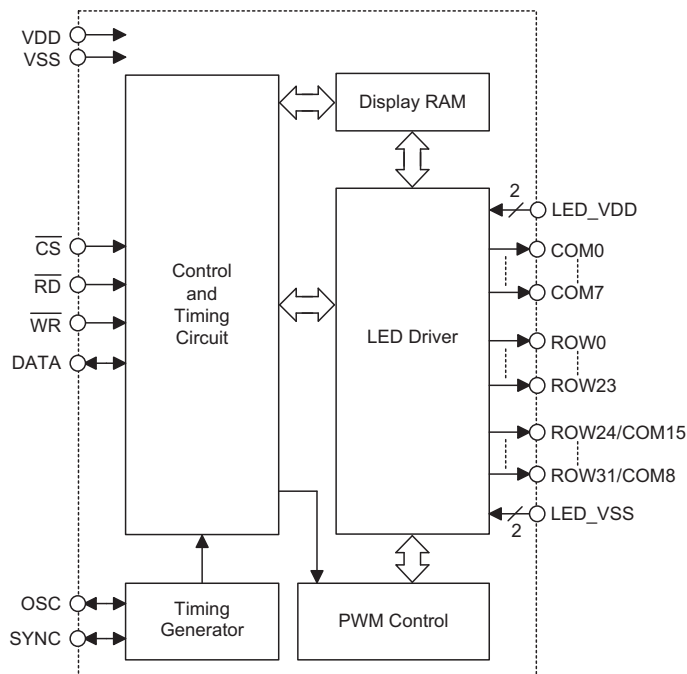 VDD
VSS
CS
RD
WR
DATA
OSC
SYNC
Control
and
Timing
Circuit
Display RAM
LED Driver
Timing
Generator
PWM Control
2
LED_VDD
COM0
COM7
ROW0
ROW23
ROW24/COM15
ROW31/COM8
LED_VSS
2